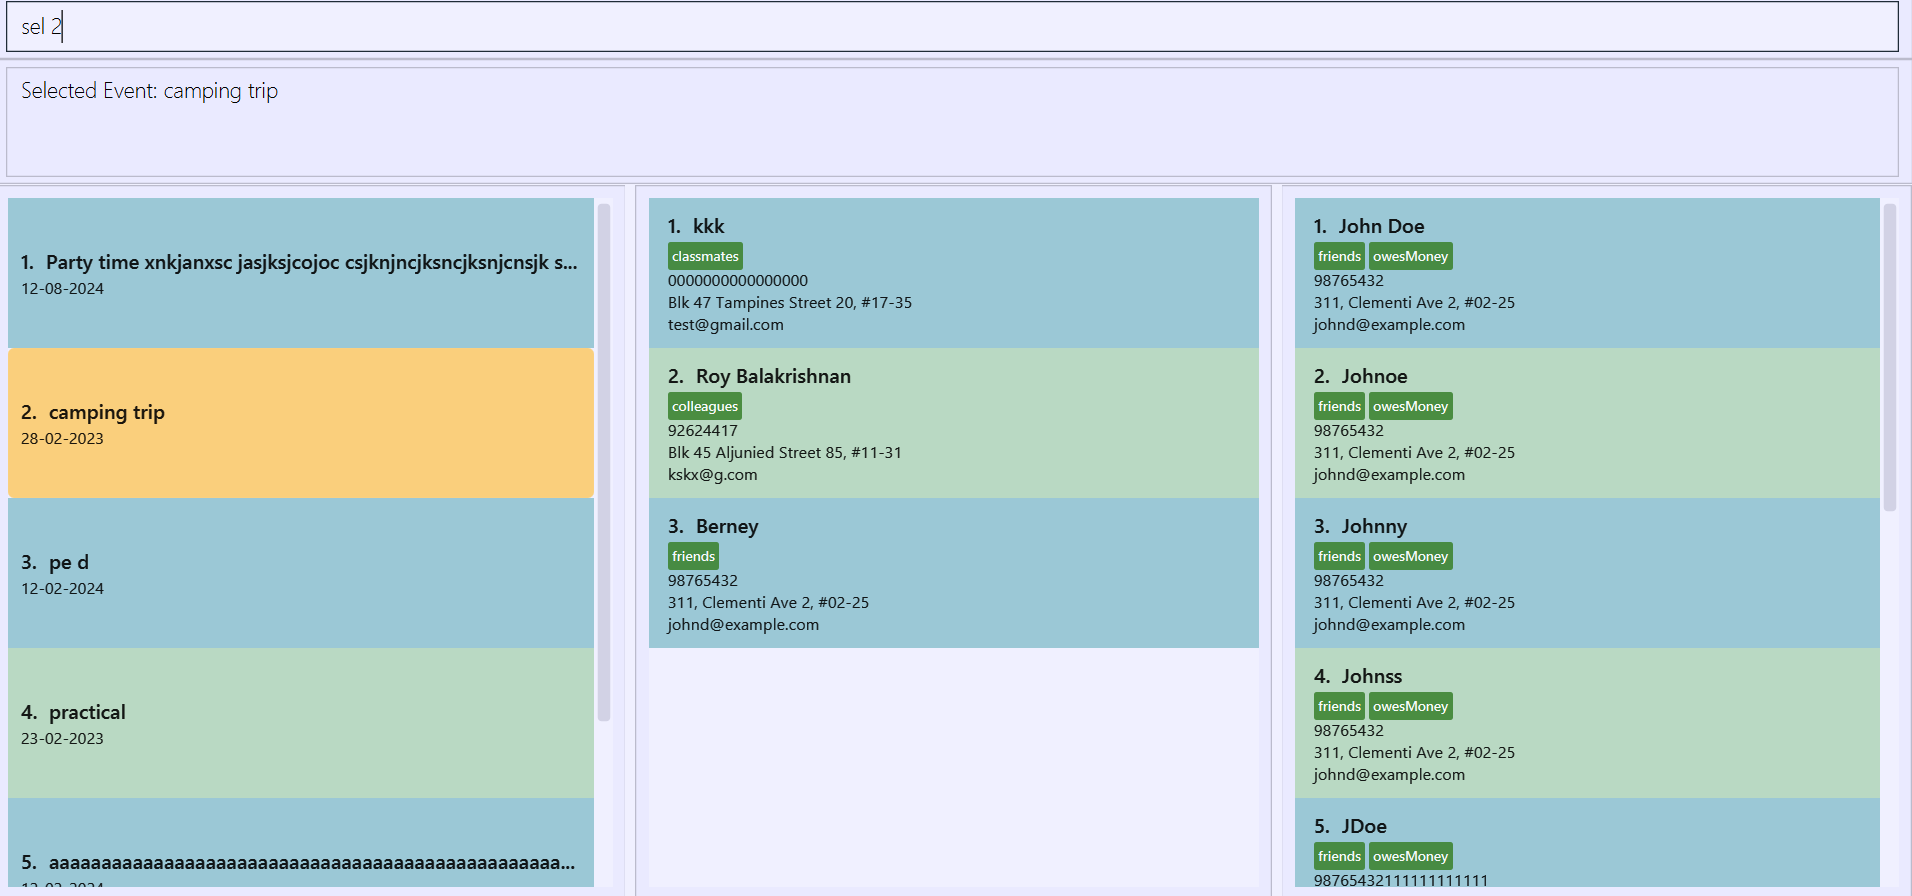 sel 2
Selected Event: camping trip
1. Party time xnkjanxsc jasjksjcojoc csjknjncjksncjksnjcnsjk s...
12-08-2024
2. camping trip
28-02-2023
3. pe d
12-02-2024
4. practical
23-02-2023
5. aaaaaaaaaaaaaaaaaaaaaaaaaaaaaaaaaaaaaaaaaaaaaaaaa...
1. kkk
classmates
0000000000000000
Blk 47 Tampines Street 20, #17-35
test@gmail.com
2. Roy Balakrishnan
colleagues
92624417
Blk 45 Aljunied Street 85, #11-31
kskx@g.com
3. Berney
friends
98765432
311, Clementi Ave 2, #02-25
johnd@example.com
1. John Doe
friends owesMoney
98765432
311, Clementi Ave 2, #02-25
johnd@example.com
2. Johnoe
friends owesMoney
98765432
311, Clementi Ave 2, #02-25
johnd@example.com
3. Johnny
friends owesMoney
98765432
311, Clementi Ave 2, #02-25
johnd@example.com
4. Johnss
friends owesMoney
98765432
311, Clementi Ave 2, #02-25
johnd@example.com
5. JDoe
friends owesMoney
98765432111111111111